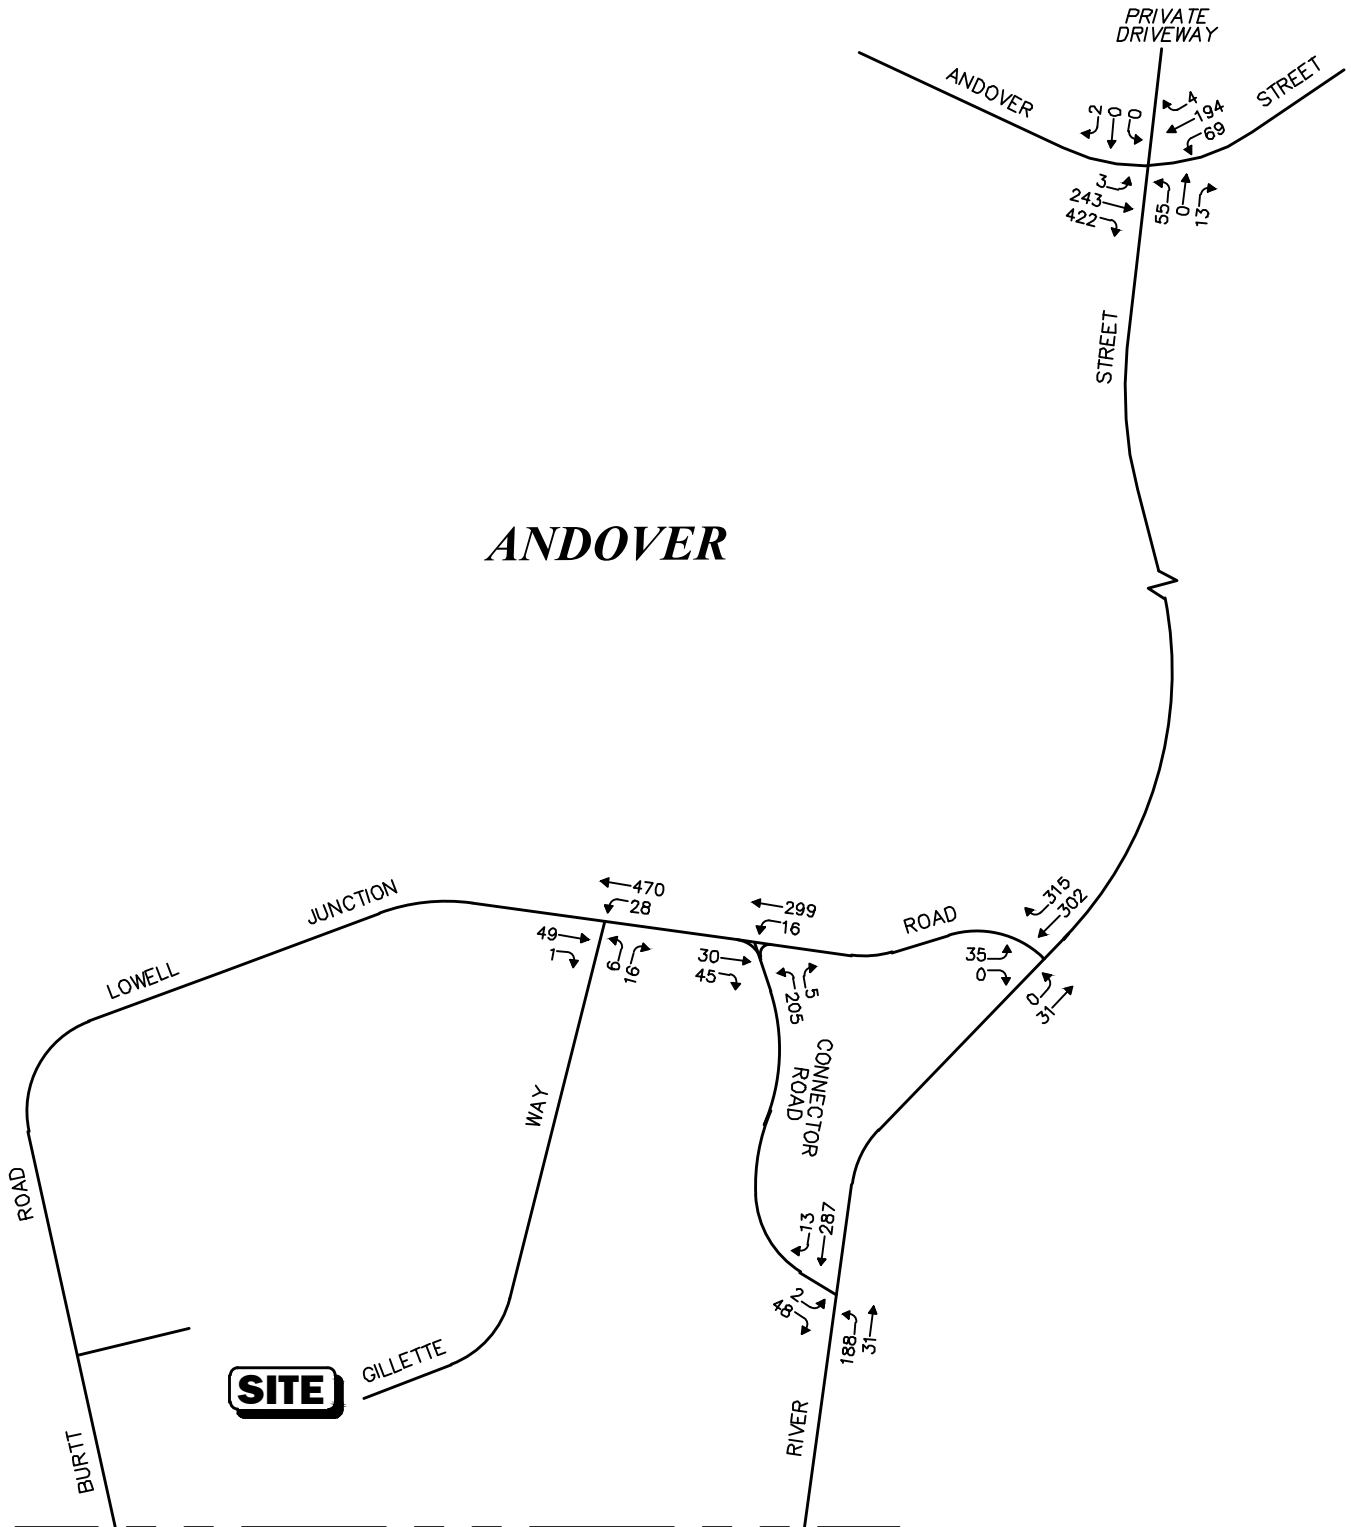 PRIVATE
DRIVEWAY
ANDOVER
STREET
2
0
0
4
194
69
3
243
422
55
0
13
STREET
ANDOVER
470
28
49
1
9
16
299
16
30
45
205
5
315
302
35
0
0
31
JUNCTION
LOWELL
ROAD
CONNECTOR
ROAD
WAY
ROAD
13
287
2
48
188
31
GILLETTE
SITE
BURTT
RIVER